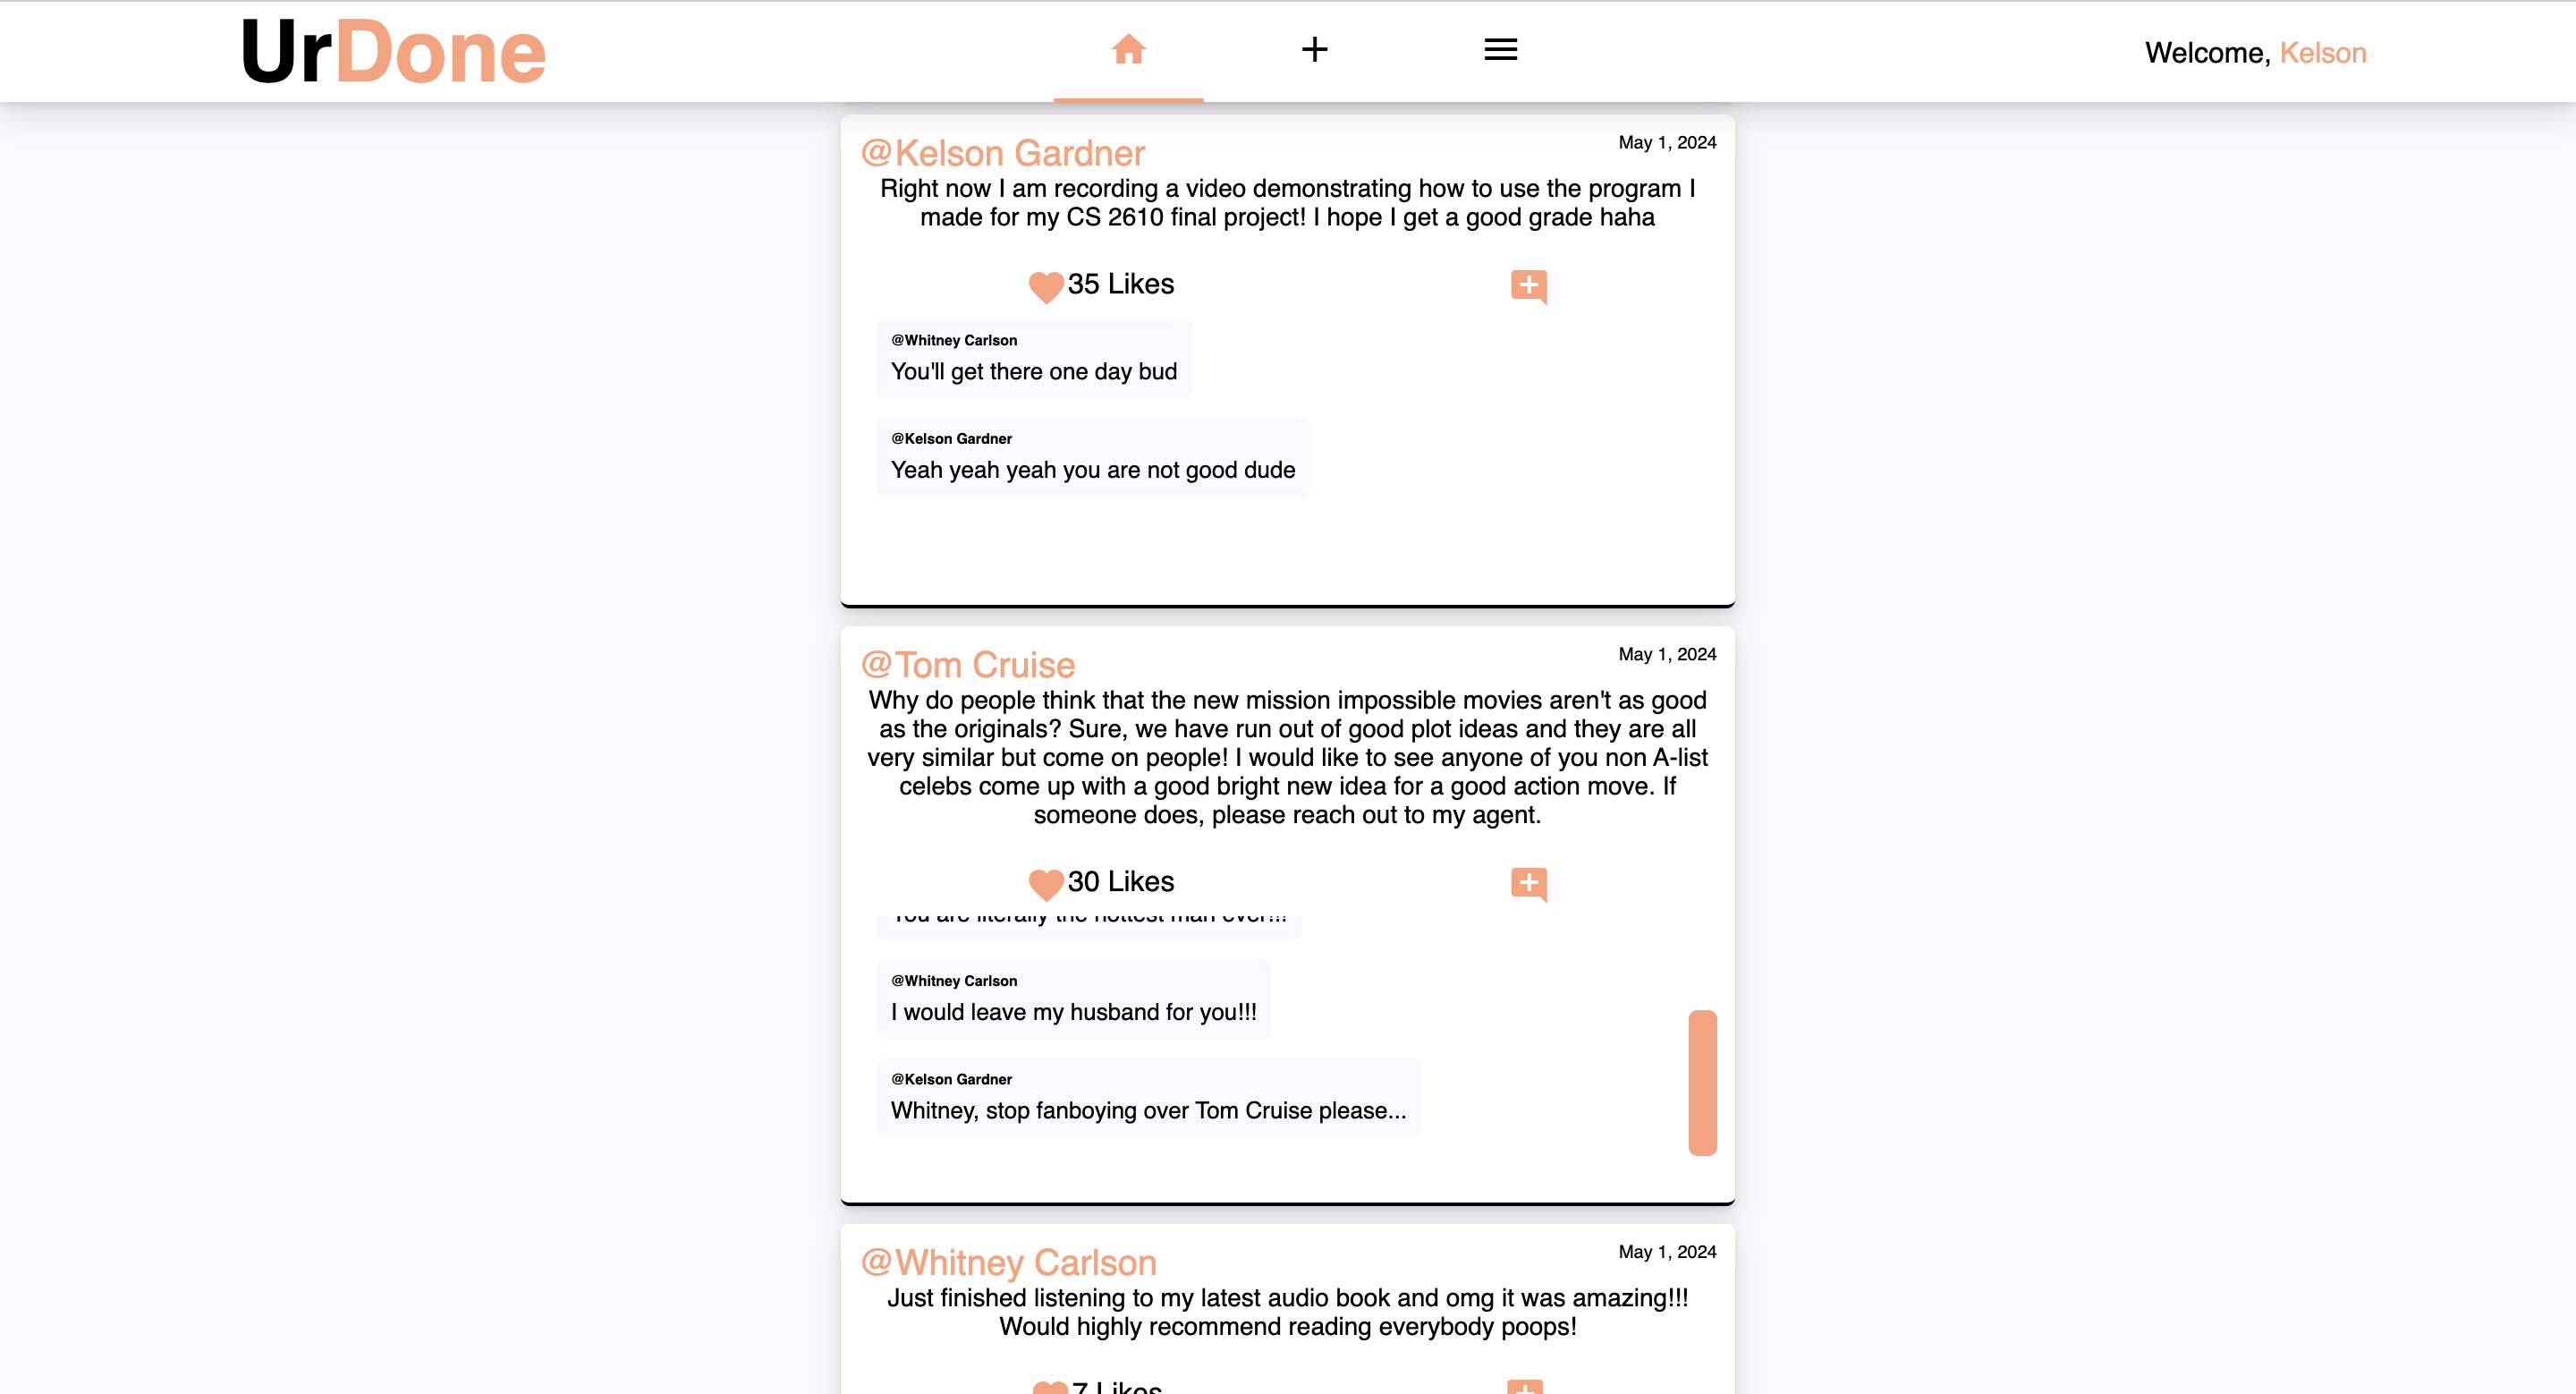 UrDone
Welcome, Kelson
@Kelson Gardner
May 1, 2024
Right now I am recording a video demonstrating how to use the program I
made for my CS 2610 final project! I hope I get a good grade haha
35 Likes
@Whitney Carlson
You'll get there one day bud
@Kelson Gardner
Yeah yeah yeah you are not good dude
@Tom Cruise
May 1, 2024
Why do people think that the new mission impossible movies aren't as good
as the originals? Sure, we have run out of good plot ideas and they are all
very similar but come on people! I would like to see anyone of you non A-list
celebs come up with a good bright new idea for a good action move. If
someone does, please reach out to my agent.
30 Likes
You are literally the hottest man ever!!!
@Whitney Carlson
I would leave my husband for you!!!
@Kelson Gardner
Whitney, stop fanboying over Tom Cruise please...
@Whitney Carlson
May 1, 2024
Just finished listening to my latest audio book and omg it was amazing!!!
Would highly recommend reading everybody poops!
7 Likes